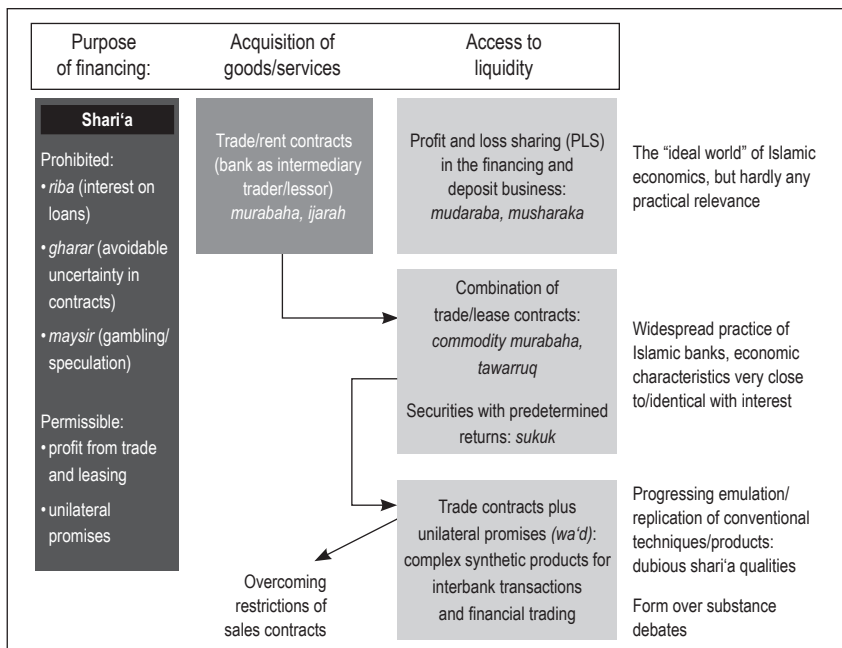 Purpose
of financing:
Acquisition of
goods/services
Access to
liquidity
Shari‘a
Prohibited:
• riba (interest on
loans)
• gharar (avoidable
uncertainty in
contracts)
• maysir (gambling/
speculation)
Permissible:
• profit from trade
and leasing
• unilateral
promises
Trade/rent contracts
(bank as intermediary
trader/lessor)
murabaha, ijarah
Profit and loss sharing (PLS)
in the financing and
deposit business:
mudaraba, musharaka
The “ideal world” of Islamic
economics, but hardly any
practical relevance
Combination of
trade/lease contracts:
commodity murabaha,
tawarruq
Securities with predetermined
returns: sukuk
Widespread practice of
Islamic banks, economic
characteristics very close
to/identical with interest
Trade contracts plus
unilateral promises (wa‘d):
complex synthetic products for
interbank transactions
and financial trading
Overcoming
restrictions of
sales contracts
Progressing emulation/
replication of conventional
techniques/products:
dubious shari‘a qualities
Form over substance
debates